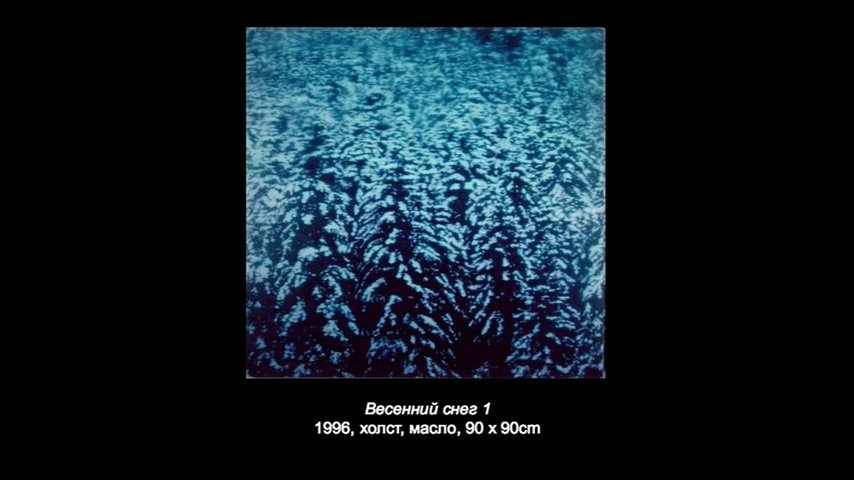 Весенний снег 1
1996, холст, масло, 90 x 90cm